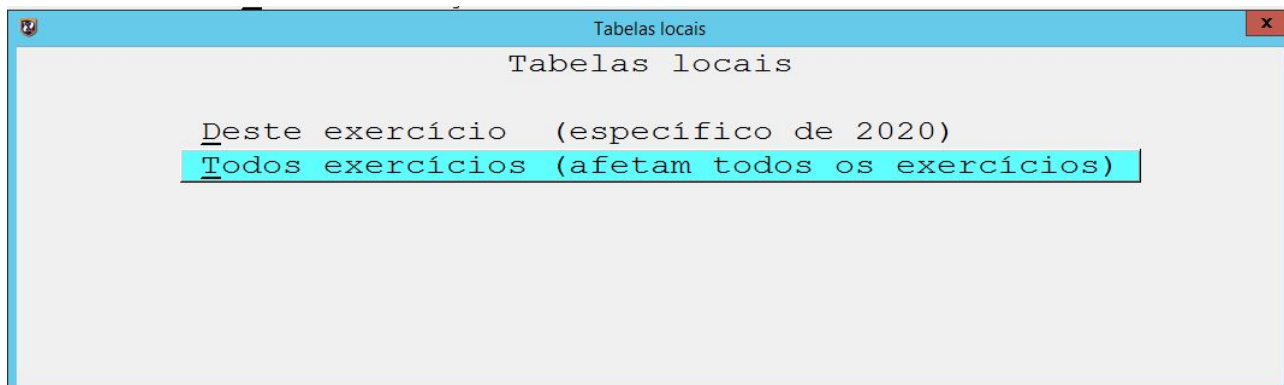 Tabelas locais
x
Tabelas locais
Deste exercício (específico de 2020)
Todos exercícios (afetam todos os exercícios)